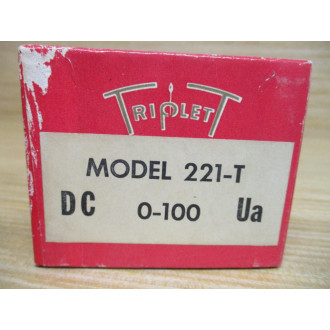 TRIPLETT
MODEL 221-T
DC 0-100 Ua